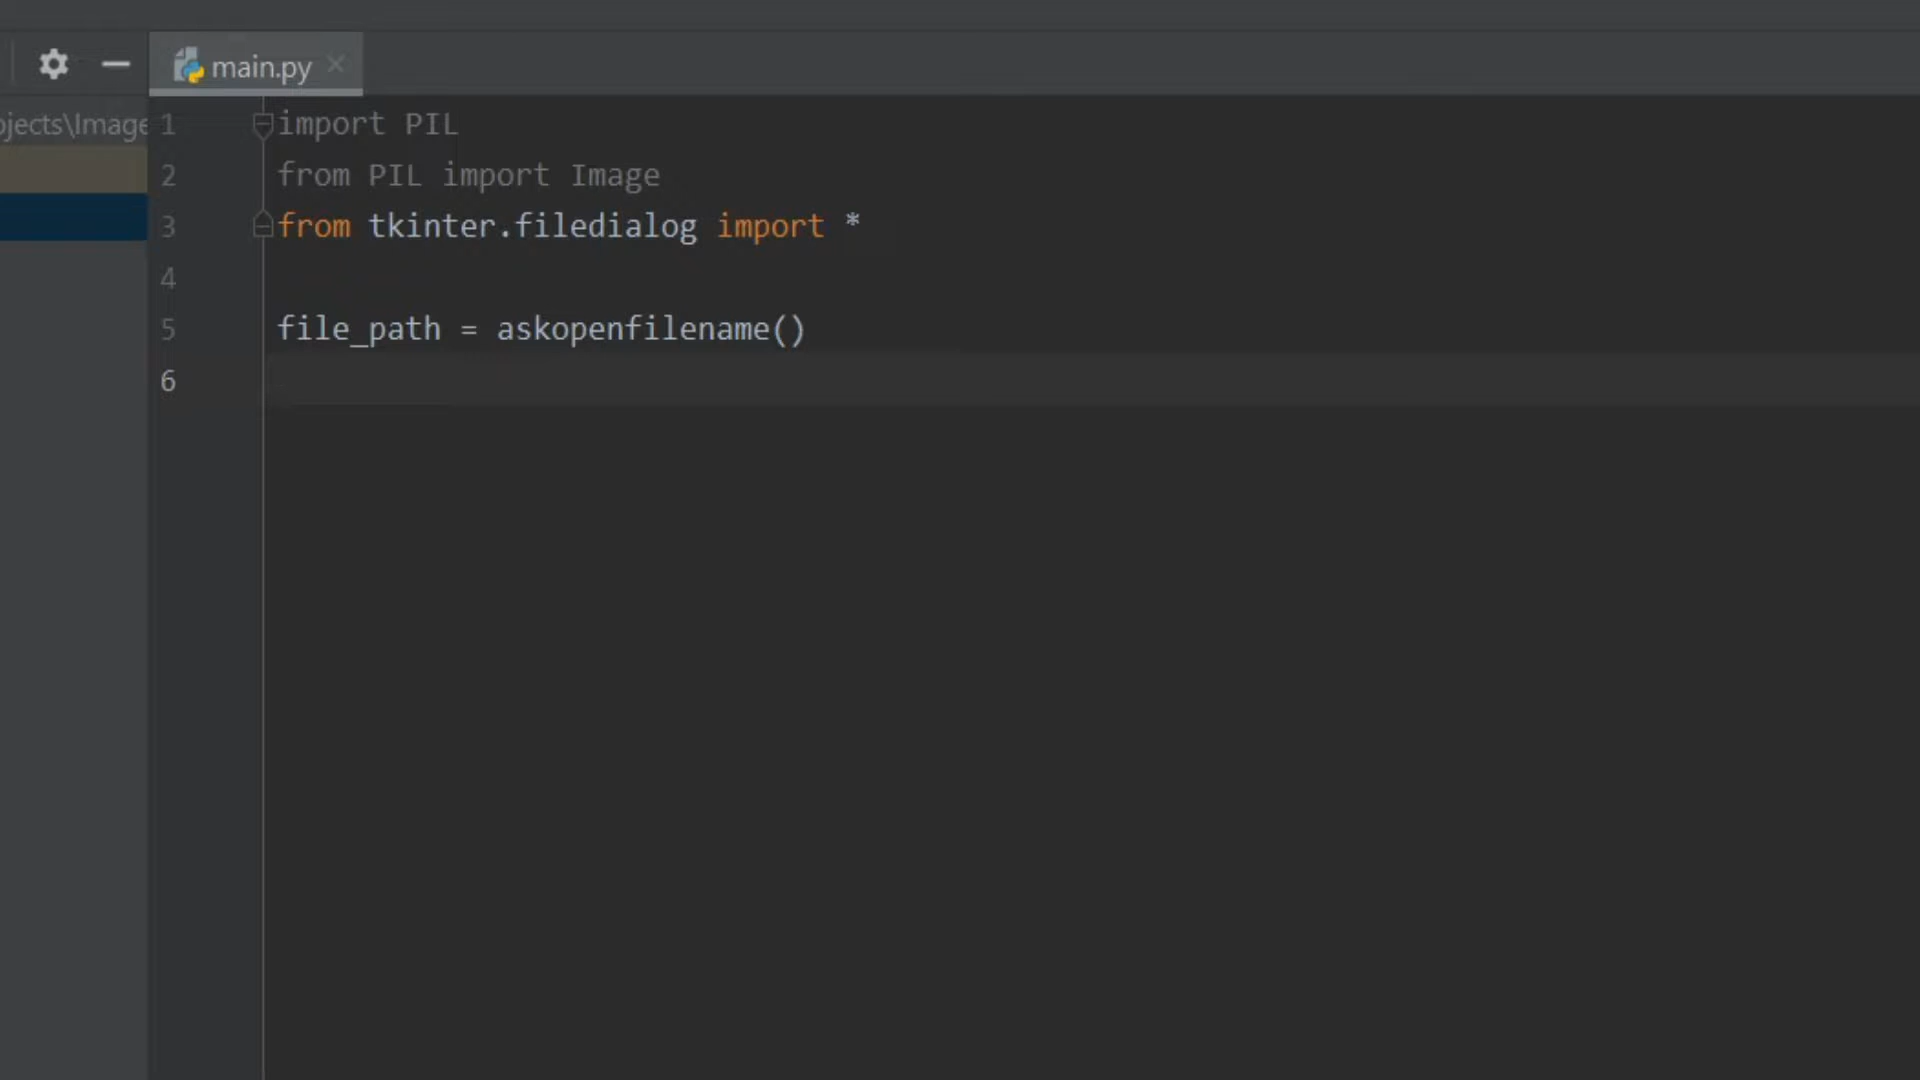 main.py
ojects\Image
1 import PIL
2 from PIL import Image
3 from tkinter.filedialog import *
4
5 file_path = askopenfilename()
6